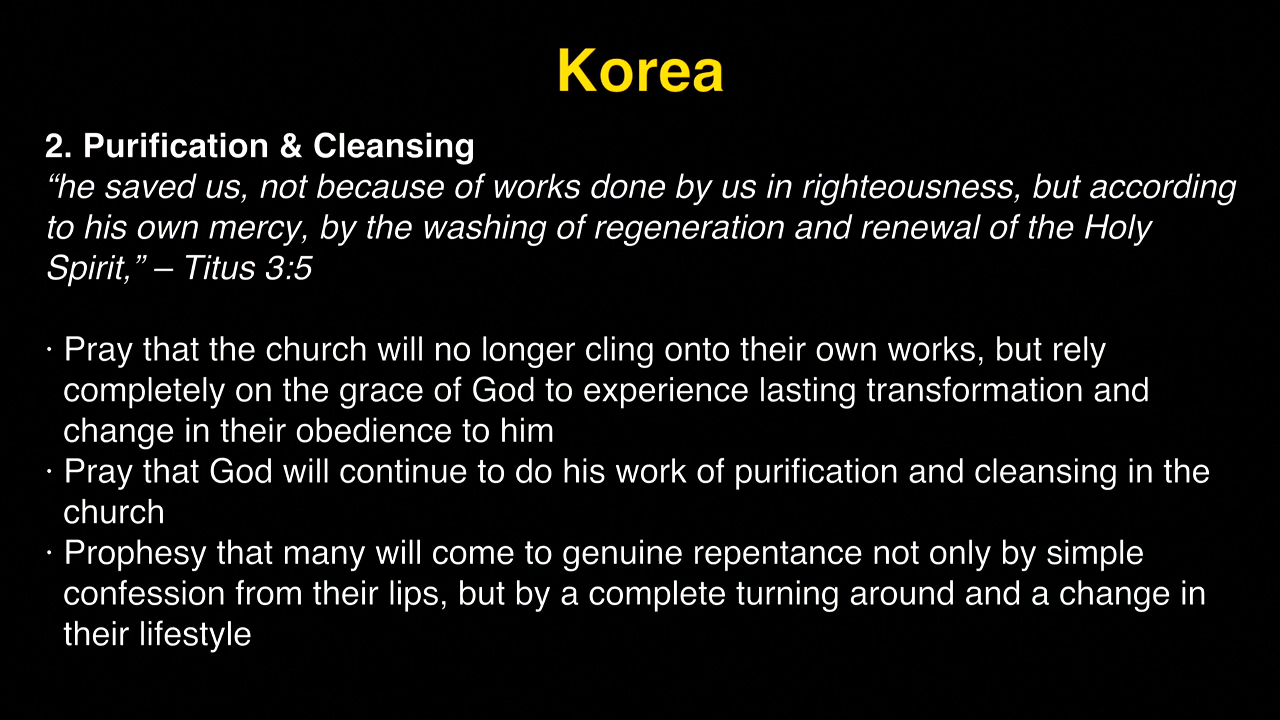 Korea
2. Purification & Cleansing
“he saved us, not because of works done by us in righteousness, but according
to his own mercy, by the washing of regeneration and renewal of the Holy
Spirit,” – Titus 3:5
· Pray that the church will no longer cling onto their own works, but rely
completely on the grace of God to experience lasting transformation and
change in their obedience to him
· Pray that God will continue to do his work of purification and cleansing in the
church
· Prophesy that many will come to genuine repentance not only by simple
confession from their lips, but by a complete turning around and a change in
their lifestyle